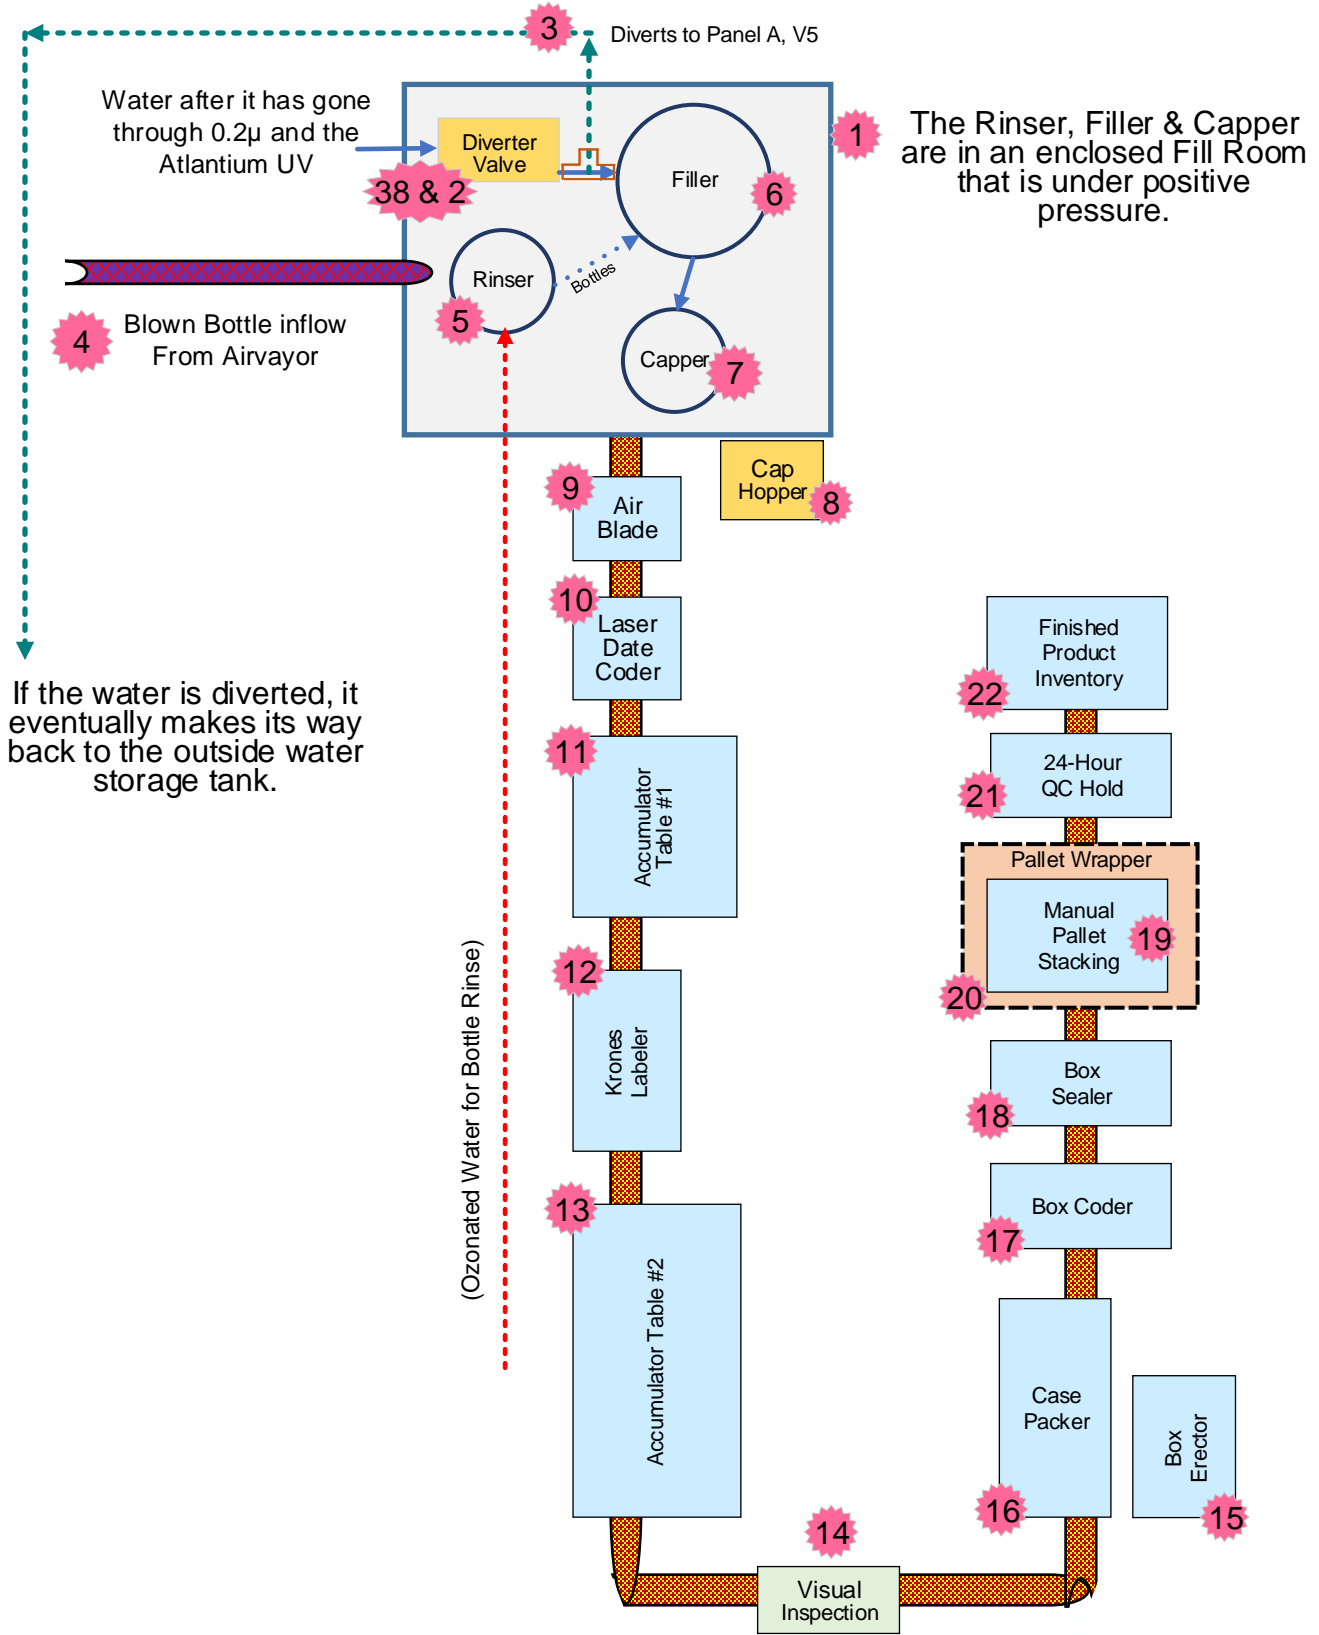 3
Diverts to Panel A, V5
Water after it has gone
through 0.2µ and the
Atlantium UV
Diverter
Valve
38 & 2
Filler
6
1
The Rinser, Filler & Capper
are in an enclosed Fill Room
that is under positive
pressure.
Rinser
5
Bottles
4
Blown Bottle inflow
From Airvayor
Capper
7
Cap
Hopper
8
9
Air
Blade
10
Laser
Date
Coder
If the water is diverted, it
eventually makes its way
back to the outside water
storage tank.
11
Accumulator
Table #1
12
Krones
Labeler
(Ozonated Water for Bottle Rinse)
13
Accumulator Table #2
14
Visual
Inspection
Finished
Product
Inventory
22
24-Hour
QC Hold
21
Pallet Wrapper
Manual
Pallet
Stacking
19
20
Box
Sealer
18
Box Coder
17
Case
Packer
16
Box
Erector
15